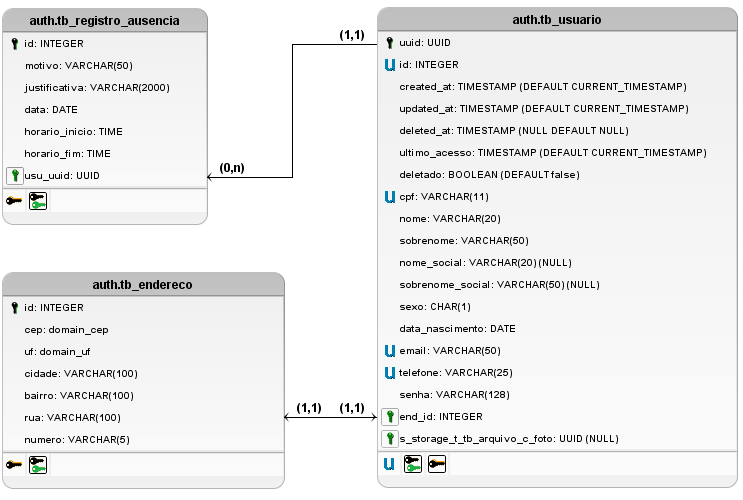 auth.tb_registro_ausencia
id: INTEGER
motivo: VARCHAR(50)
justificativa: VARCHAR(2000)
data: DATE
horario_inicio: TIME
horario_fim: TIME
usu_uuid: UUID
(1,1)
(0,n)
auth.tb_usuario
uuid: UUID
u id: INTEGER
created_at: TIMESTAMP (DEFAULT CURRENT_TIMESTAMP)
updated_at: TIMESTAMP (DEFAULT CURRENT_TIMESTAMP)
deleted_at: TIMESTAMP (NULL DEFAULT NULL)
ultimo_acesso: TIMESTAMP (DEFAULT CURRENT_TIMESTAMP)
deletado: BOOLEAN (DEFAULT false)
u cpf: VARCHAR(11)
nome: VARCHAR(20)
sobrenome: VARCHAR(50)
nome_social: VARCHAR(20) (NULL)
sobrenome_social: VARCHAR(50) (NULL)
sexo: CHAR(1)
data_nascimento: DATE
u email: VARCHAR(50)
u telefone: VARCHAR(25)
senha: VARCHAR(128)
end_id: INTEGER
s_storage_t_tb_arquivo_c_foto: UUID (NULL)
u
auth.tb_endereco
id: INTEGER
cep: domain_cep
uf: domain_uf
cidade: VARCHAR(100)
bairro: VARCHAR(100)
rua: VARCHAR(100)
numero: VARCHAR(5)
(1,1) (1,1)